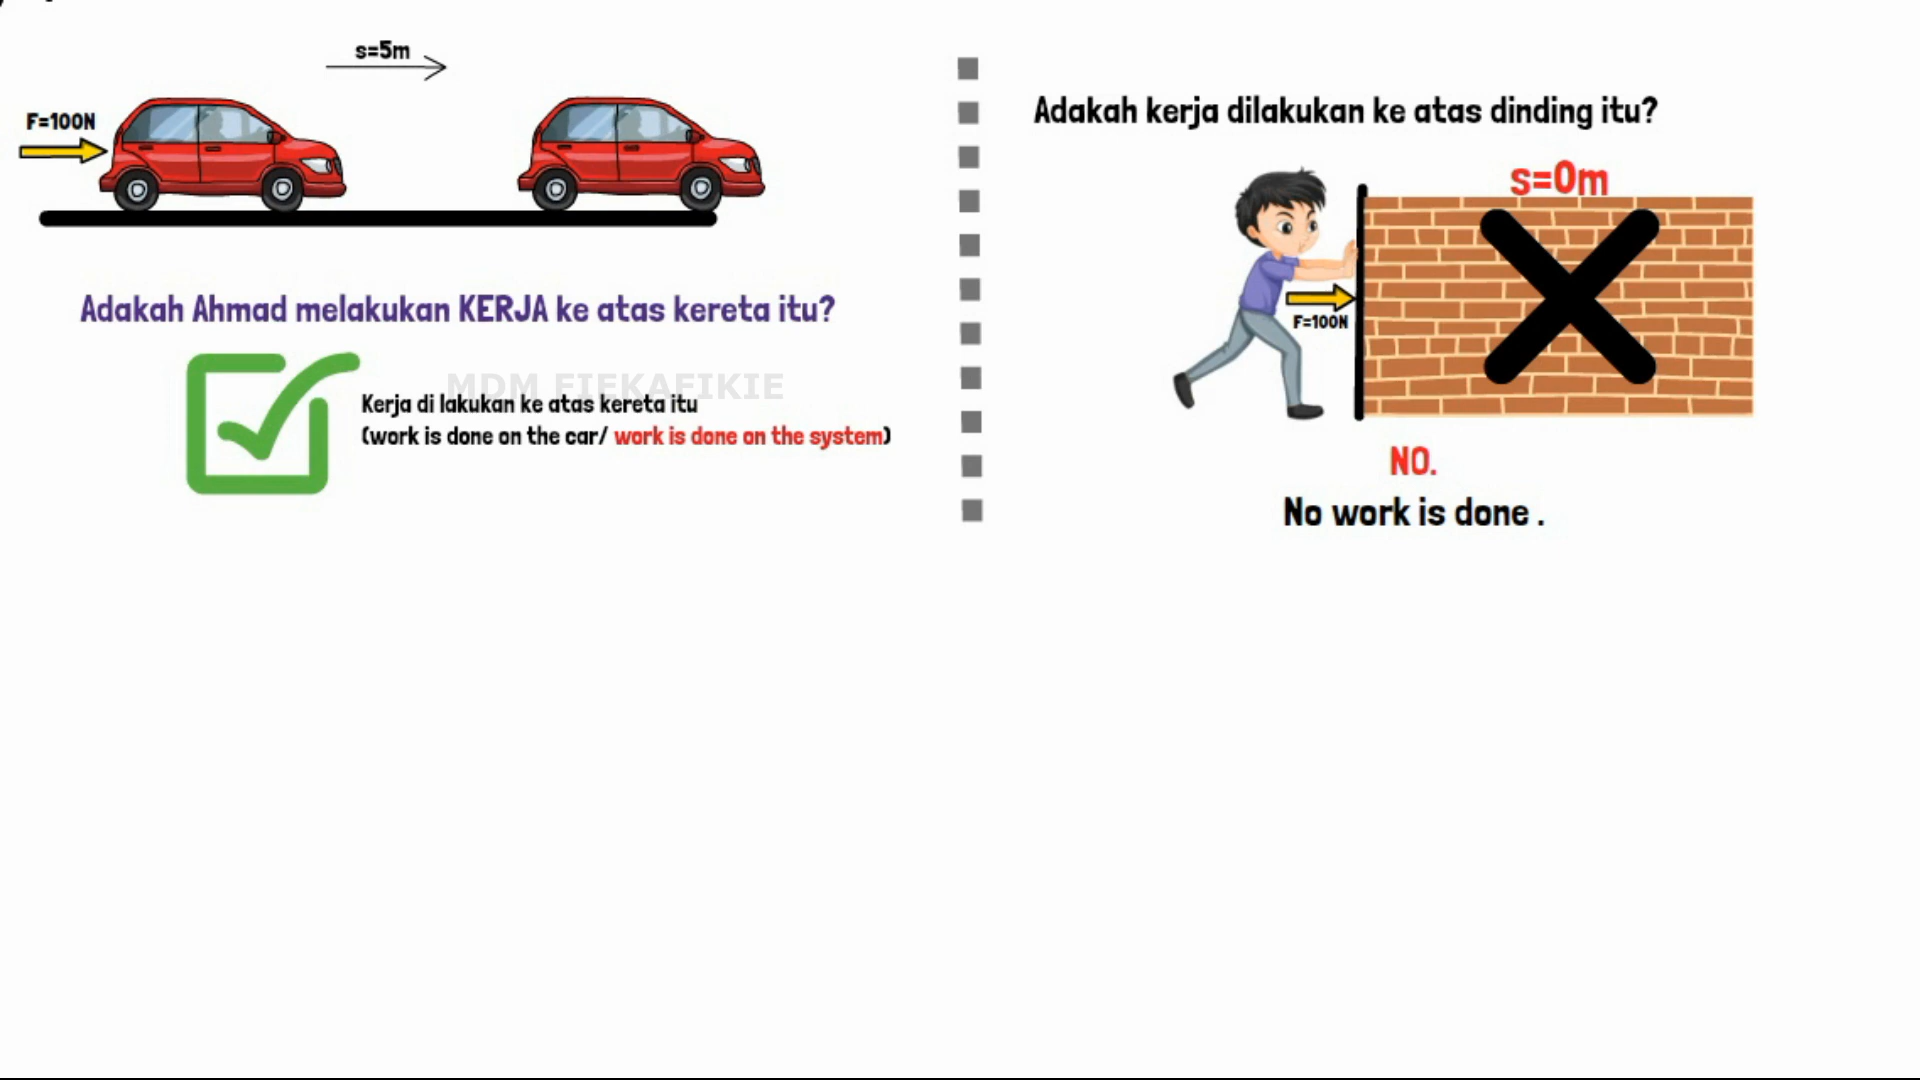 s=5m
F=100N
Adakah Ahmad melakukan KERJA ke atas kereta itu?
MDM FIEKAFIKIE
Kerja di lakukan ke atas kereta itu
(work is done on the car/ work is done on the system)
Adakah kerja dilakukan ke atas dinding itu?
s=0m
F=100N
NO.
No work is done .